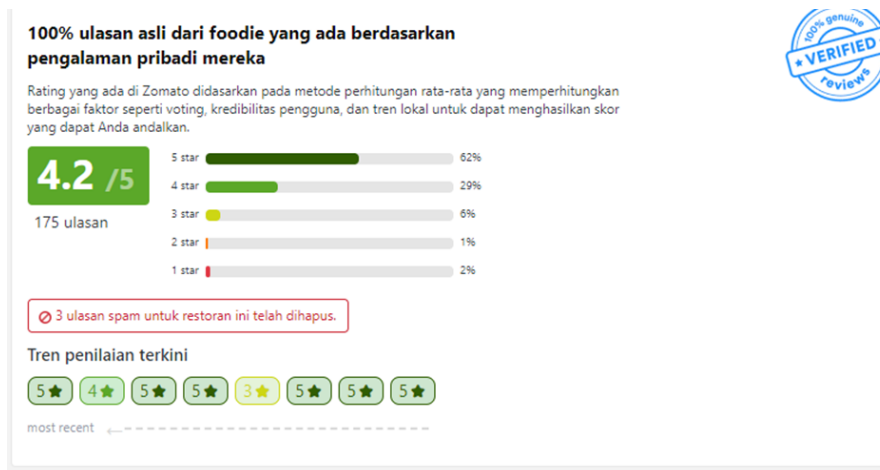 100% ulasan asli dari foodie yang ada berdasarkan
pengalaman pribadi mereka
100% genuine
VERIFIED
reviews
Rating yang ada di Zomato didasarkan pada metode perhitungan rata-rata yang memperhitungkan
berbagai faktor seperti voting, kredibilitas pengguna, dan tren lokal untuk dapat menghasilkan skor
yang dapat Anda andalkan.
4.2 /5
175 ulasan
5 star 62%
4 star 29%
3 star 6%
2 star 1%
1 star 2%
3 ulasan spam untuk restoran ini telah dihapus.
Tren penilaian terkini
5★ 4★ 5★ 5★ 3★ 5★ 5★ 5★
most recent